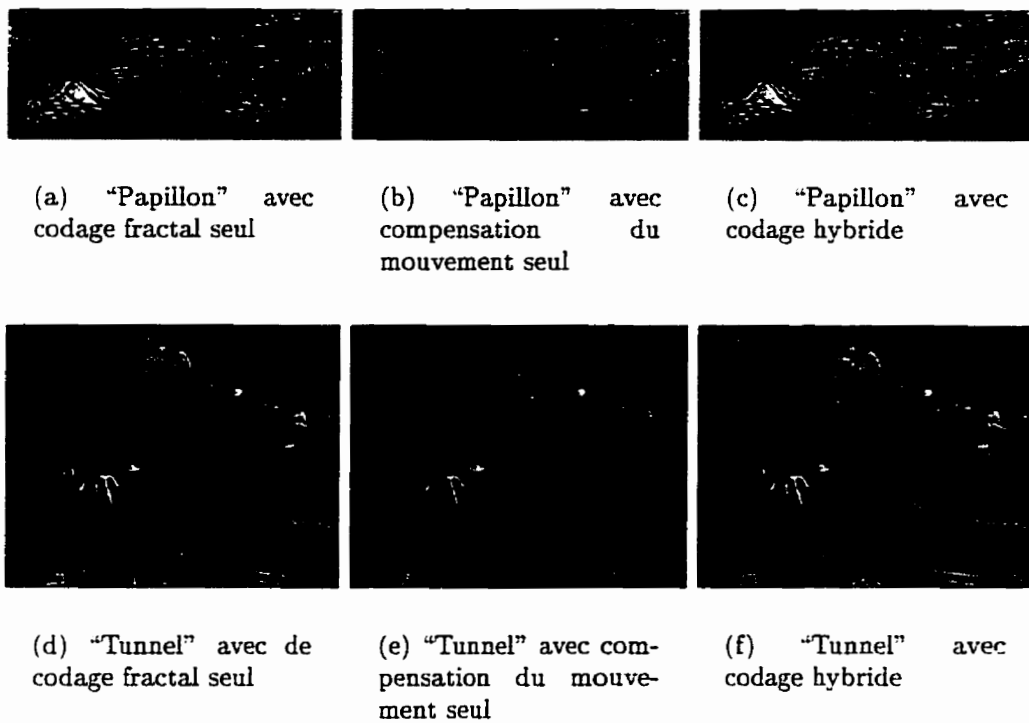 (a) “Papillon” avec
codage fractal seul
(b) “Papillon” avec
compensation du
mouvement seul
(c) “Papillon” avec
codage hybride
(d) “Tunnel” avec de
codage fractal seul
(e) “Tunnel” avec com-
pensation du mouve-
ment seul
(f) “Tunnel” avec
codage hybride